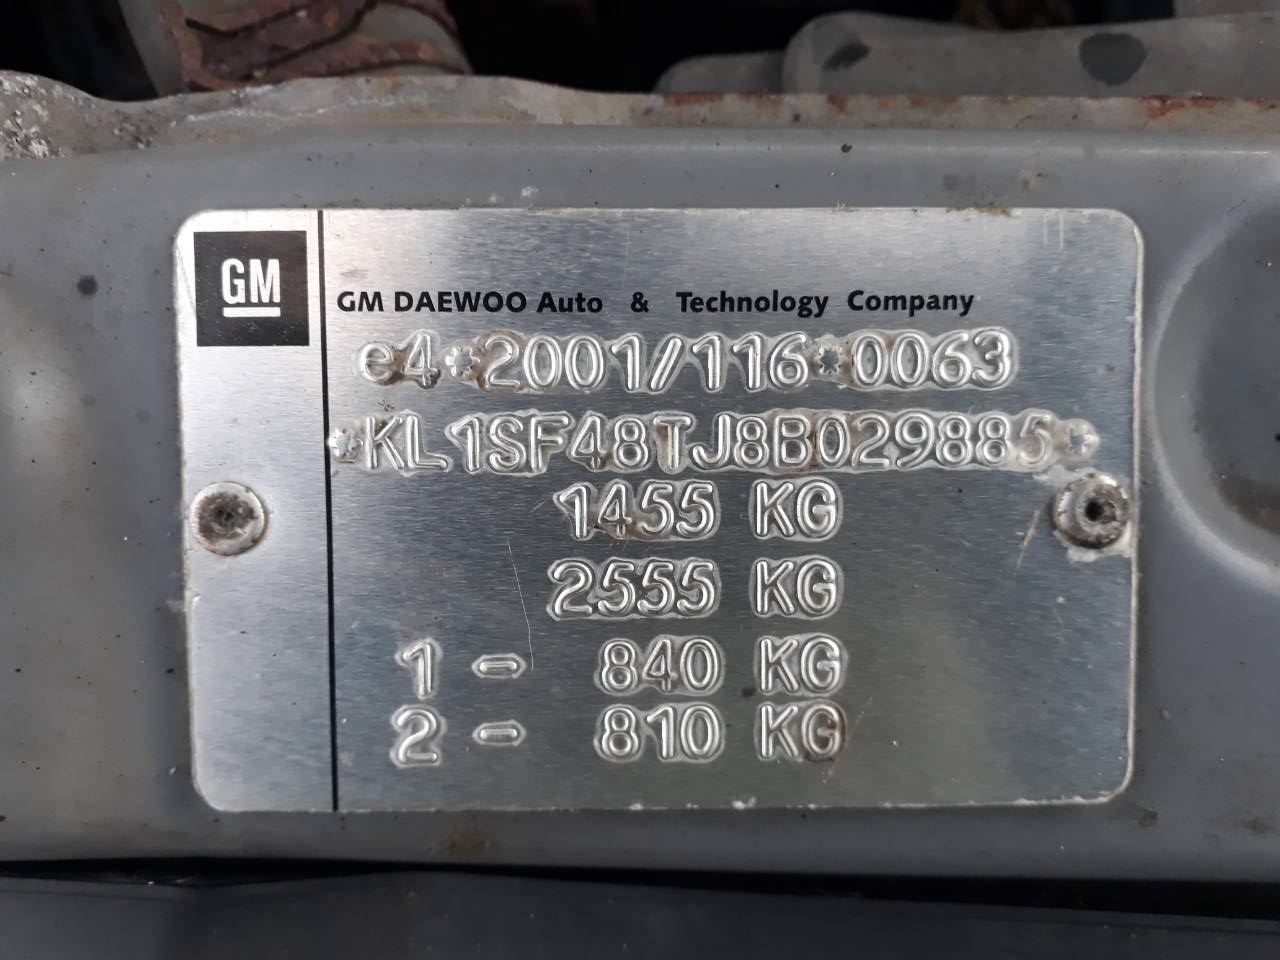 GM
GM DAEWOO Auto & Technology Company
e4*2001/116*0063
*KL1SF48TJ8B029885*
1455 KG
2555 KG
1 - 840 KG
2 - 810 KG